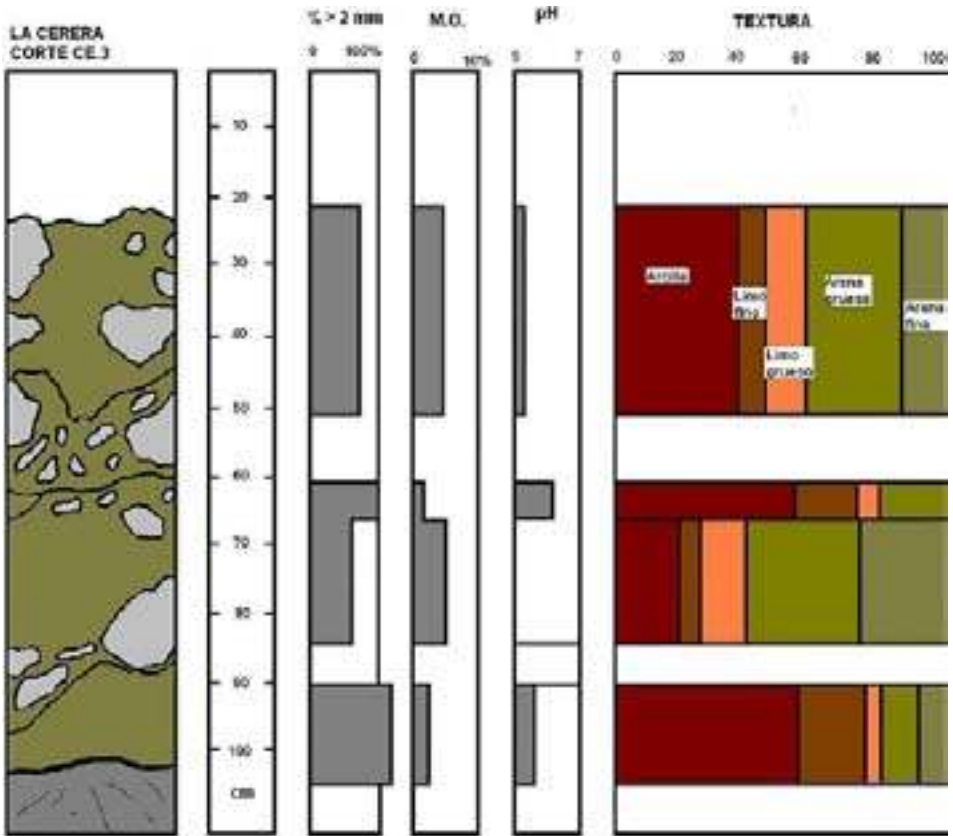 LA CERERA
CORTE CE.3
% > 2 mm
M.O.
pH
TEXTURA
0 100%
0 10%
5 7
0 20 40 60 80 100
10
20
30
40
50
60
70
80
90
100
cm
Arcilla
Limo
fino
Limo
grueso
Arena
gruesa
Arena
fina